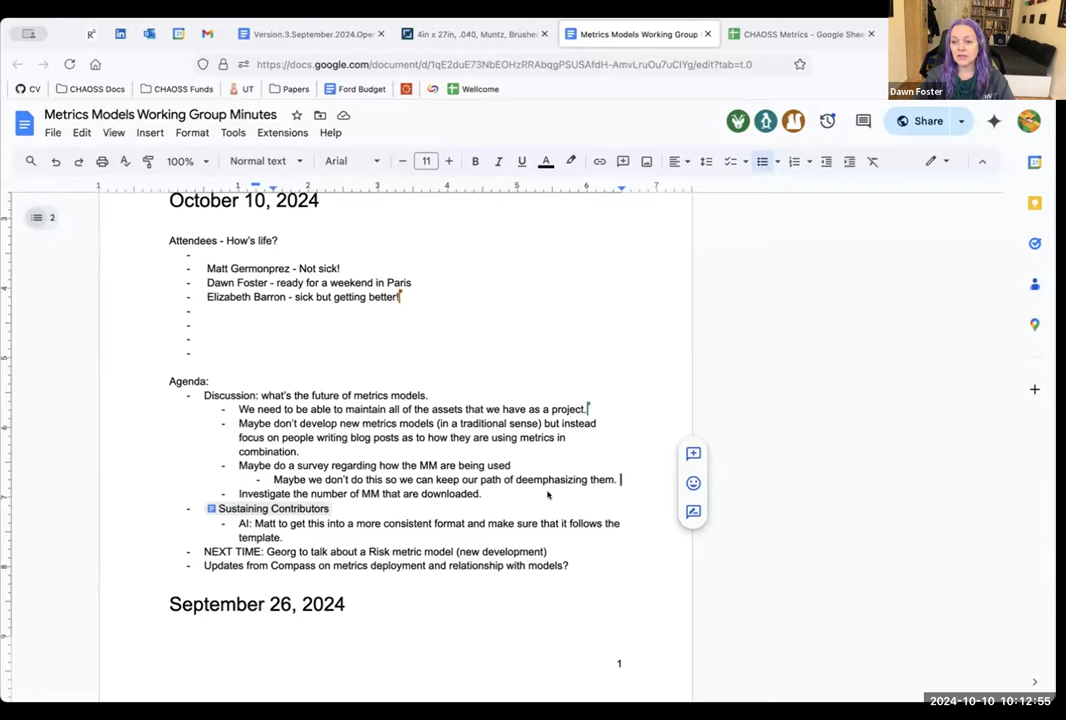 Version.3.September.2024.Ope
4in x 27in, .040, Muntz, Brushe
Metrics Models Working Group
CHAOSS Metrics - Google Shee
https://docs.google.com/document/d/1qE2duE73NbEOHzRRAbqgPSUSAfdH-AmvLruOu7uCIYg/edit?tab=t.0
CV
CHAOSS Docs
CHAOSS Funds
UT
Papers
Ford Budget
Wellcome
Dawn Foster
Metrics Models Working Group Minutes
File Edit View Insert Format Tools Extensions Help
Share
100% Normal text Arial 11
1 1 2 3 4 5 6 7
2
October 10, 2024
Attendees - How's life?
-
- Matt Germonprez - Not sick!
- Dawn Foster - ready for a weekend in Paris
- Elizabeth Barron - sick but getting better!
-
-
-
-
Agenda:
- Discussion: what's the future of metrics models.
- We need to be able to maintain all of the assets that we have as a project.
- Maybe don't develop new metrics models (in a traditional sense) but instead
focus on people writing blog posts as to how they are using metrics in
combination.
- Maybe do a survey regarding how the MM are being used
- Maybe we don't do this so we can keep our path of deemphasizing them.
- Investigate the number of MM that are downloaded.
- Sustaining Contributors
- AI: Matt to get this into a more consistent format and make sure that it follows the
template.
- NEXT TIME: Georg to talk about a Risk metric model (new development)
- Updates from Compass on metrics deployment and relationship with models?
September 26, 2024
1
2024-10-10 10:12:55